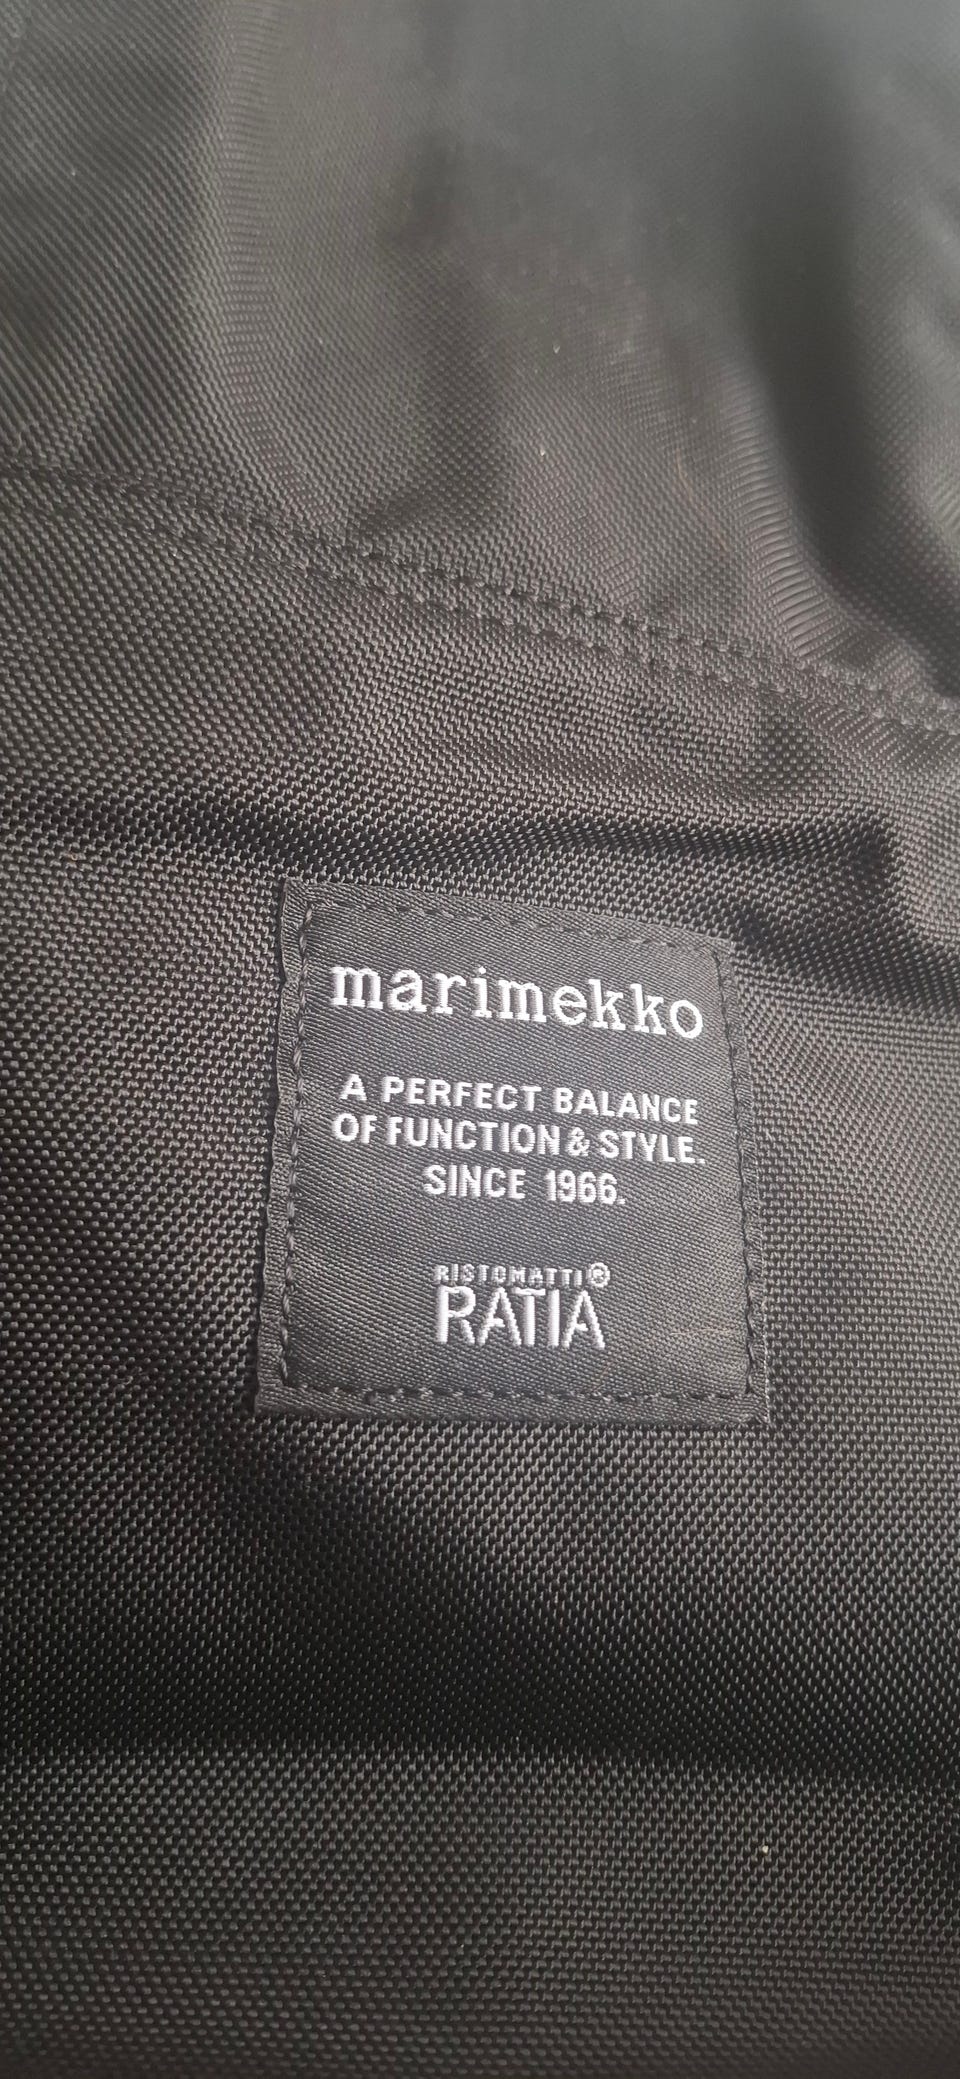 marimekko
A PERFECT BALANCE
OF FUNCTION & STYLE.
SINCE 1966.
RISTOMATTI®
RATIA